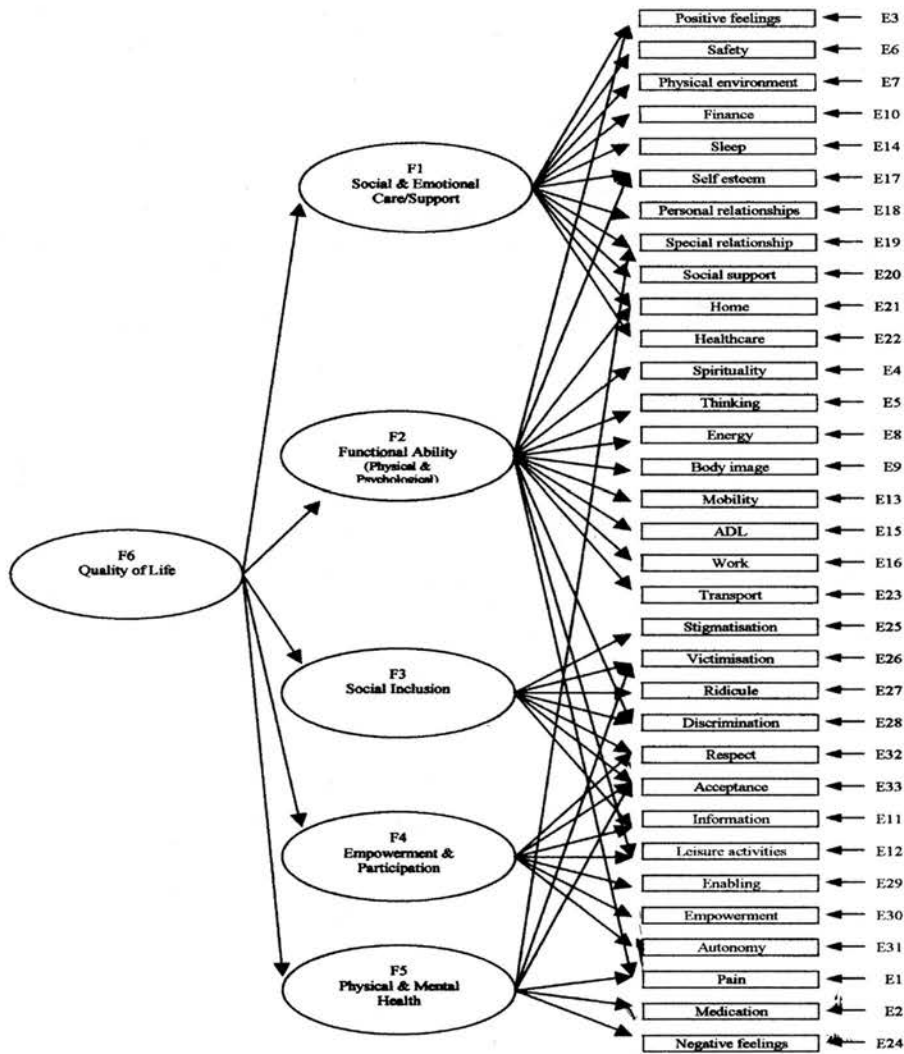 Positive feelings E3
Safety E6
Physical environment E7
Finance E10
Sleep E14
Self esteem E17
Personal relationships E18
Special relationship E19
Social support E20
Home E21
Healthcare E22
Spirituality E4
Thinking E5
Energy E8
Body image E9
Mobility E13
ADL E15
Work E16
Transport E23
Stigmatisation E25
Victimisation E26
Ridicule E27
Discrimination E28
Respect E32
Acceptance E33
Information E11
Leisure activities E12
Enabling E29
Empowerment E30
Autonomy E31
Pain E1
Medication E2
Negative feelings E24
F1
Social & Emotional
Care/Support
F2
Functional Ability
(Physical &
Psychological)
F6
Quality of Life
F3
Social Inclusion
F4
Empowerment &
Participation
F5
Physical & Mental
Health